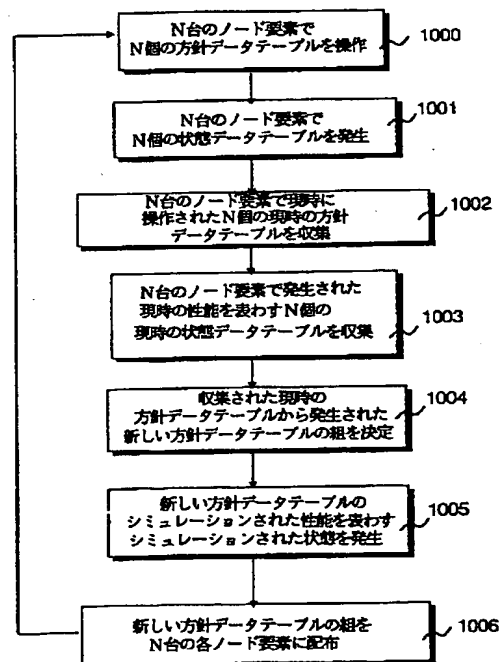 N台のノード要素で
N個の方針データテーブルを操作
1000
N台のノード要素で
N個の状態データテーブルを発生
1001
N台のノード要素で現時に
操作されたN個の現時の方針
データテーブルを収集
1002
N台のノード要素で発生された
現時の性能を表わすN個の
現時の状態データテーブルを収集
1003
収集された現時の
方針データテーブルから発生された
新しい方針データテーブルの組を決定
1004
新しい方針データテーブルの
シミュレーションされた性能を表わす
シミュレーションされた状態を発生
1005
新しい方針データテーブルの組を
N台の各ノード要素に配布
1006